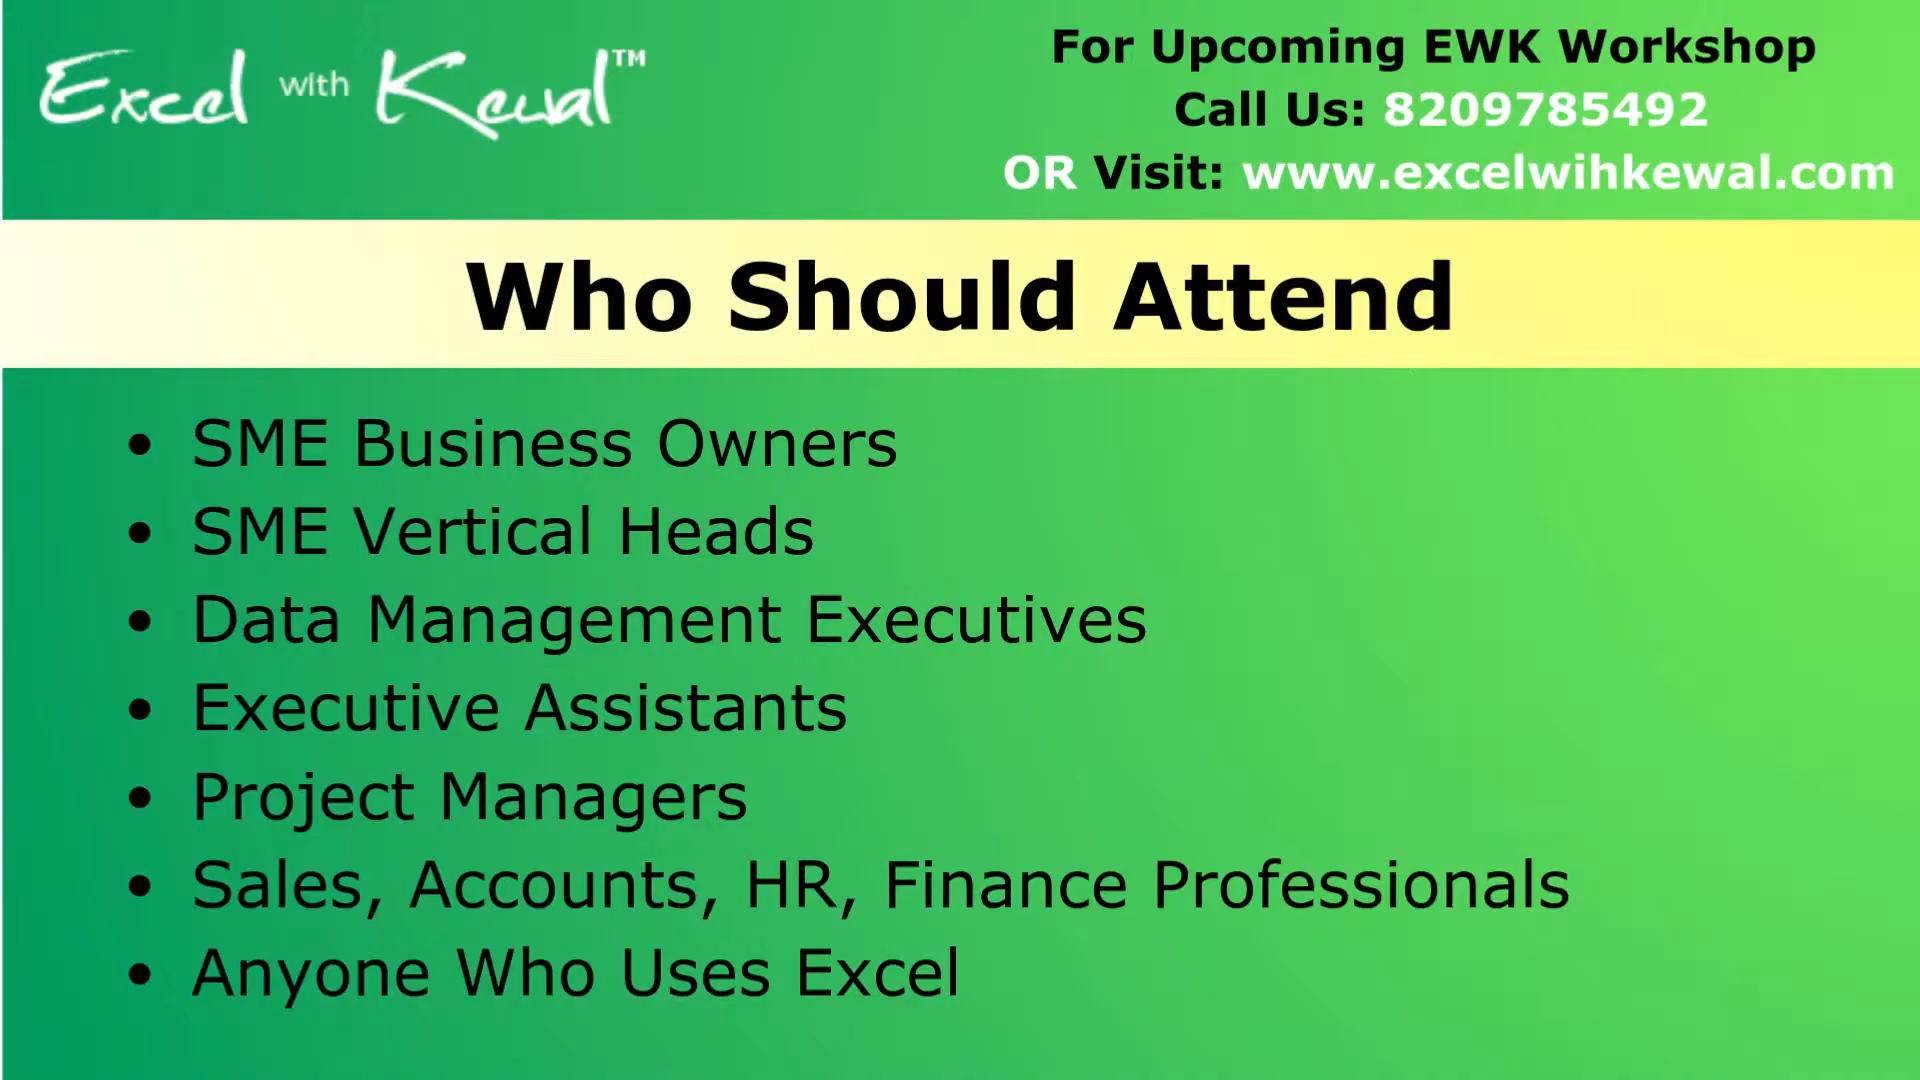 Excel with Kewal™
For Upcoming EWK Workshop
Call Us: 8209785492
OR Visit: www.excelwihkewal.com
Who Should Attend
• SME Business Owners
• SME Vertical Heads
• Data Management Executives
• Executive Assistants
• Project Managers
• Sales, Accounts, HR, Finance Professionals
• Anyone Who Uses Excel